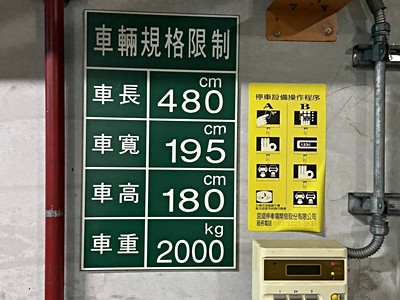 車輛規格限制
車長 480 cm
車寬 195 cm
車高 180 cm
車重 2000 kg
停車設備操作程序
A B